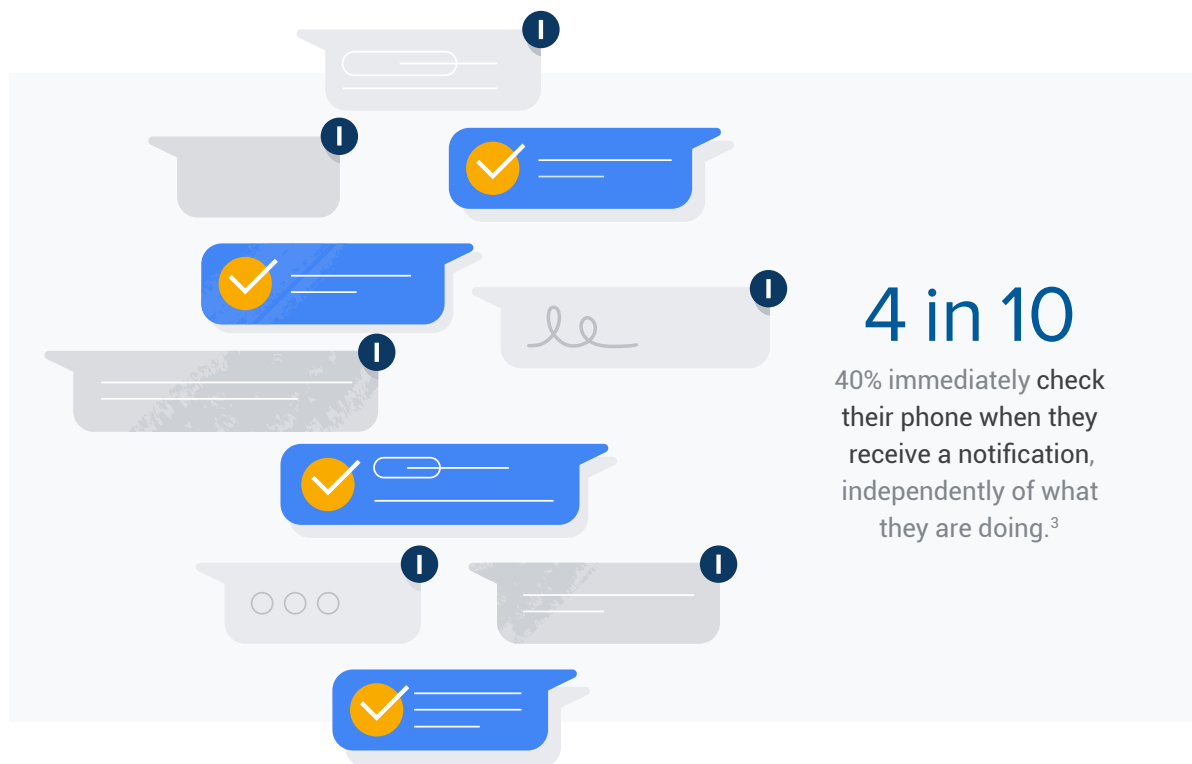 4 in 10
40% immediately check
their phone when they
receive a notification,
independently of what
they are doing.³